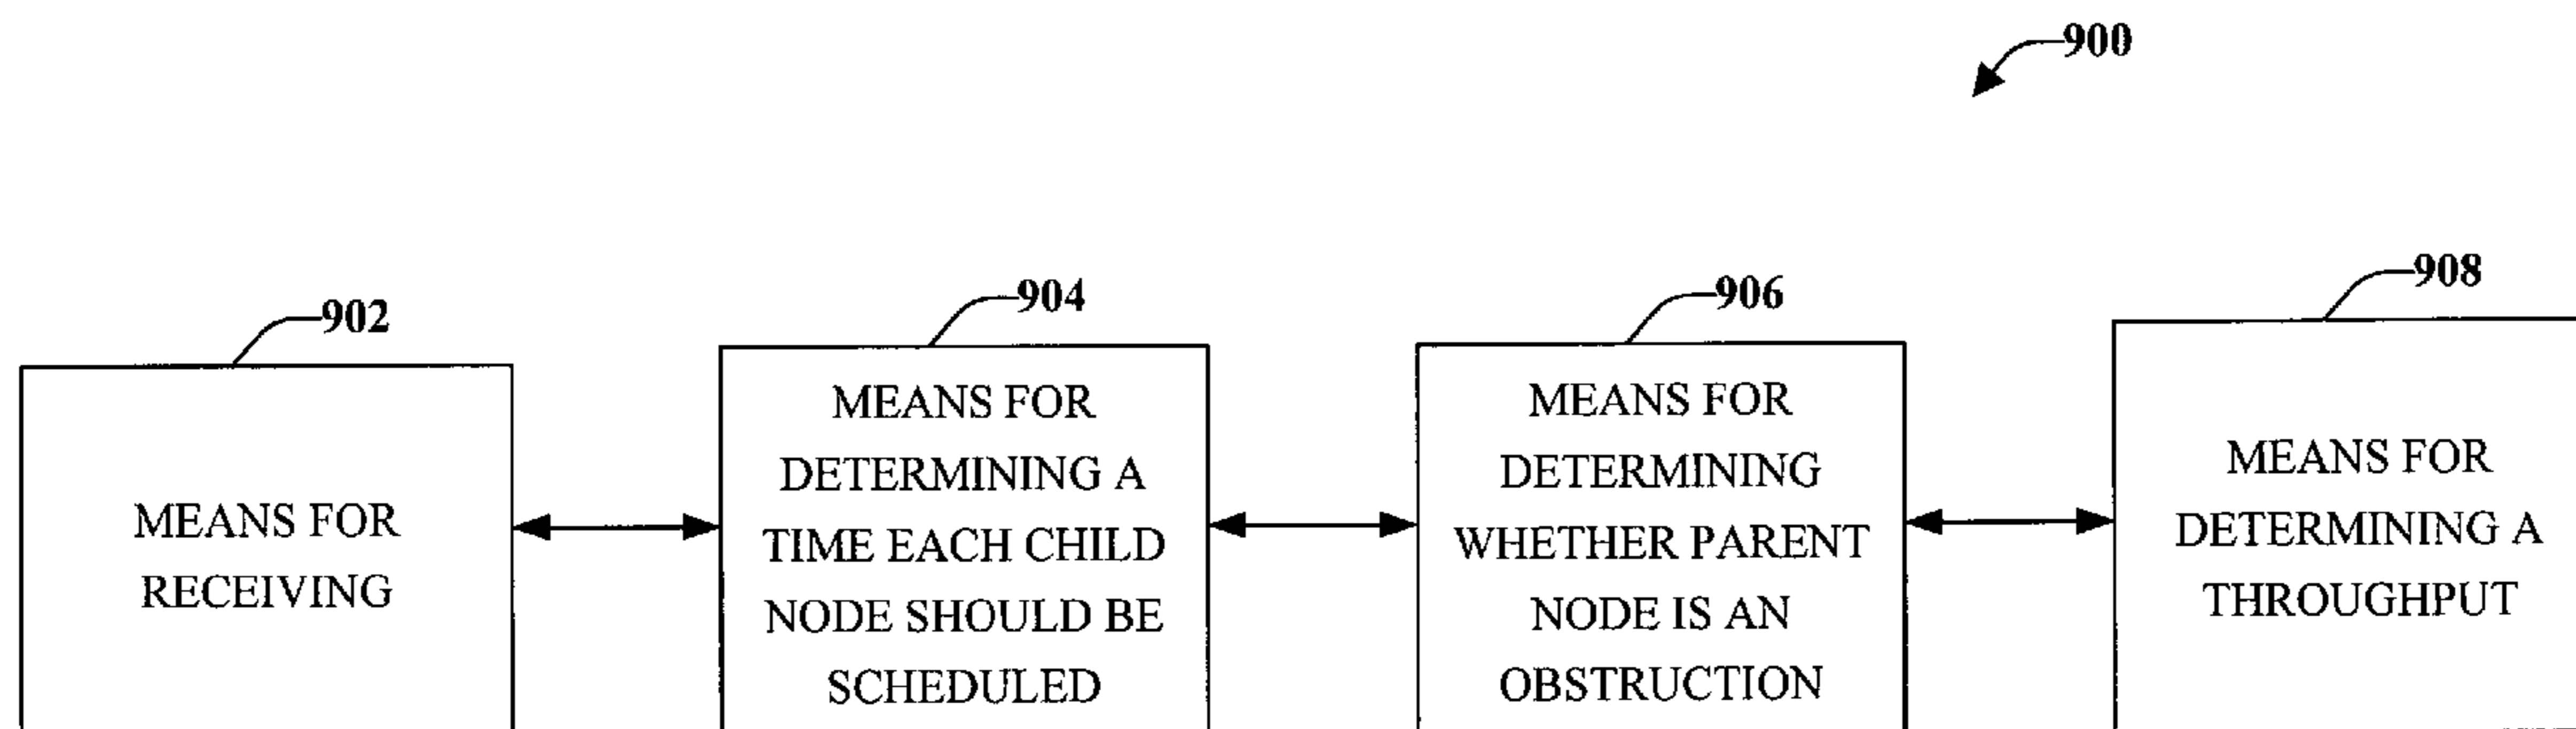 900
902
MEANS FOR
RECEIVING
904
MEANS FOR
DETERMINING A
TIME EACH CHILD
NODE SHOULD BE
SCHEDULED
906
MEANS FOR
DETERMINING
WHETHER PARENT
NODE IS AN
OBSTRUCTION
908
MEANS FOR
DETERMINING A
THROUGHPUT